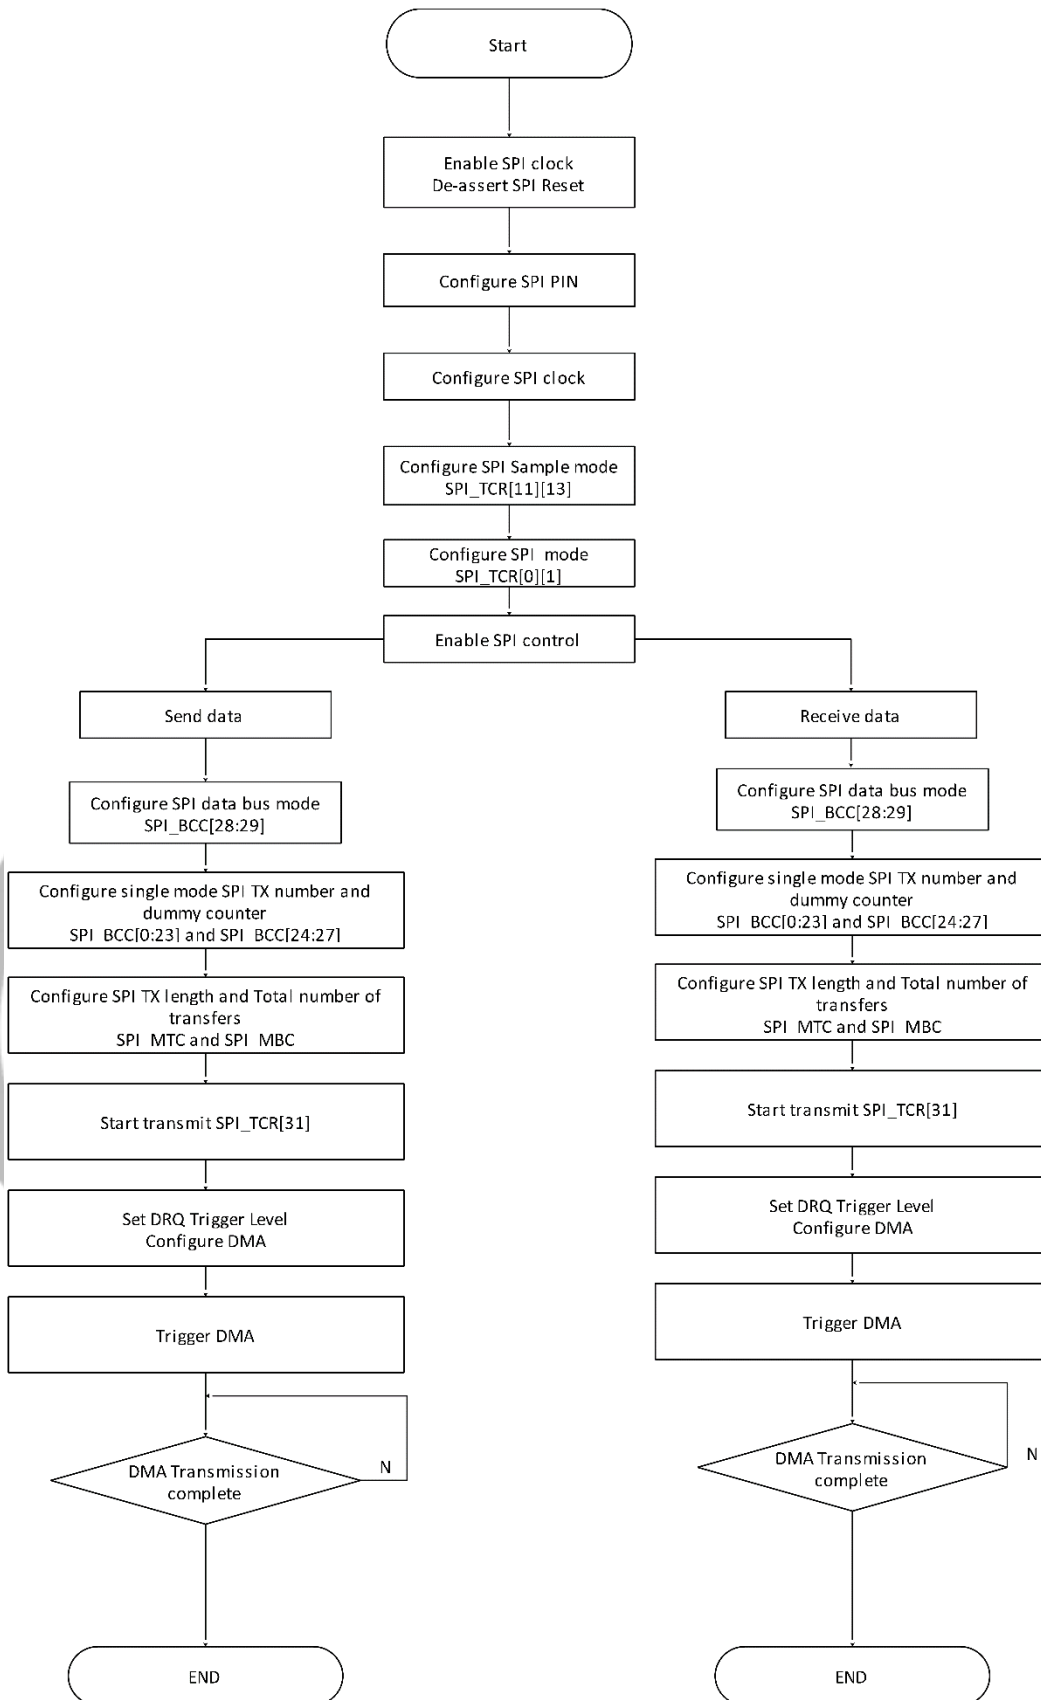 Start
Enable SPI clock
De-assert SPI Reset
Configure SPI PIN
Configure SPI clock
Configure SPI Sample mode
SPI_TCR[11][13]
Configure SPI mode
SPI_TCR[0][1]
Enable SPI control
Send data
Configure SPI data bus mode
SPI_BCC[28:29]
Configure single mode SPI TX number and
dummy counter
SPI_BCC[0:23] and SPI_BCC[24:27]
Configure SPI TX length and Total number of
transfers
SPI_MTC and SPI_MBC
Start transmit SPI_TCR[31]
Set DRQ Trigger Level
Configure DMA
Trigger DMA
DMA Transmission
complete
N
END
Receive data
Configure SPI data bus mode
SPI_BCC[28:29]
Configure single mode SPI TX number and
dummy counter
SPI_BCC[0:23] and SPI_BCC[24:27]
Configure SPI TX length and Total number of
transfers
SPI_MTC and SPI_MBC
Start transmit SPI_TCR[31]
Set DRQ Trigger Level
Configure DMA
Trigger DMA
DMA Transmission
complete
N
END